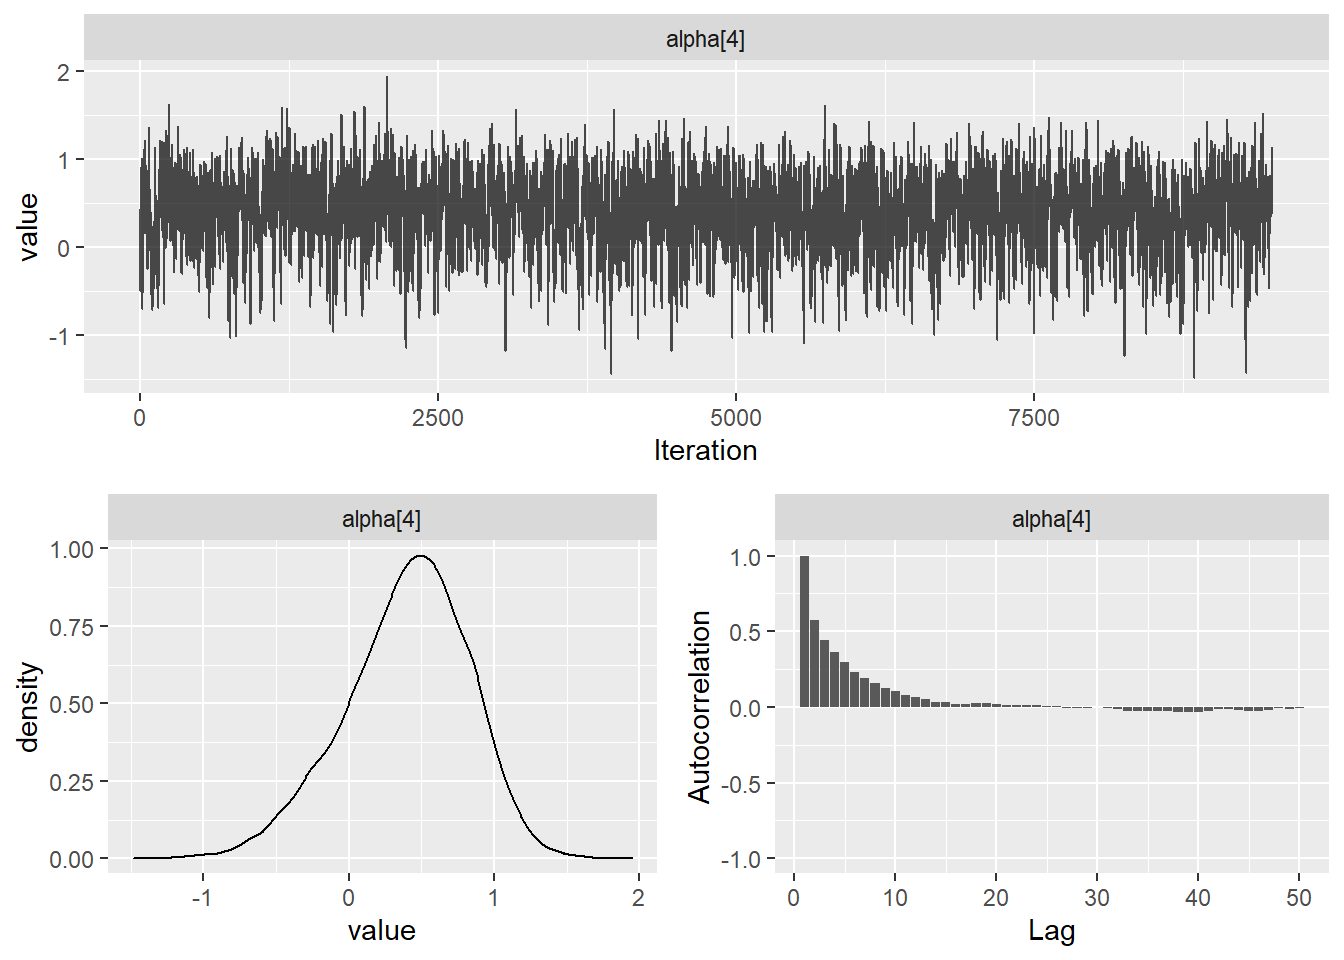 alpha[4]
2
1
0
-1
value
0 2500 5000 7500
Iteration
alpha[4]
1.00
0.75
0.50
0.25
0.00
density
-1 0 1 2
value
alpha[4]
1.0
0.5
0.0
-0.5
-1.0
Autocorrelation
0 10 20 30 40 50
Lag